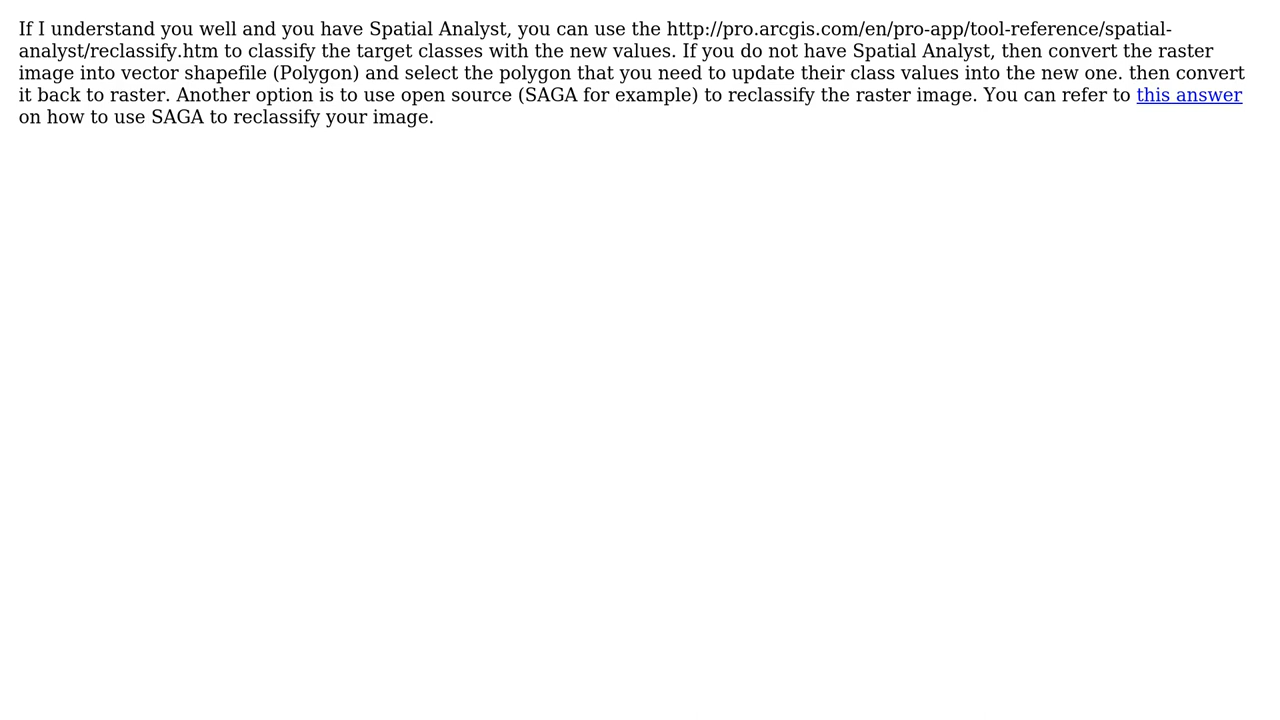 If I understand you well and you have Spatial Analyst, you can use the http://pro.arcgis.com/en/pro-app/tool-reference/spatial-
analyst/reclassify.htm to classify the target classes with the new values. If you do not have Spatial Analyst, then convert the raster
image into vector shapefile (Polygon) and select the polygon that you need to update their class values into the new one. then convert
it back to raster. Another option is to use open source (SAGA for example) to reclassify the raster image. You can refer to this answer
on how to use SAGA to reclassify your image.